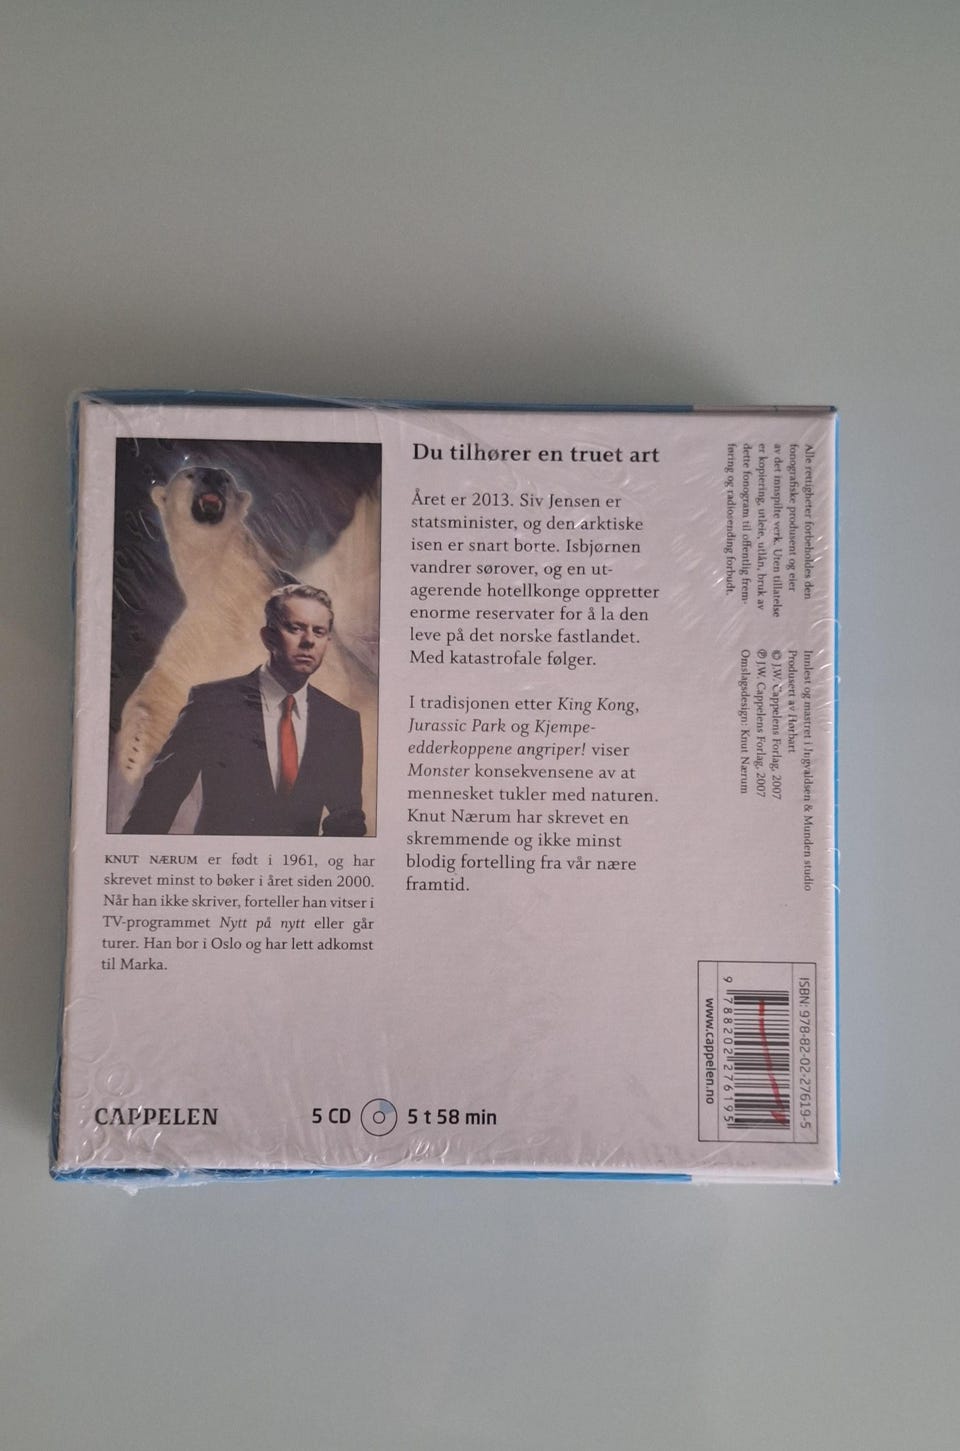 Du tilhører en truet art
Året er 2013. Siv Jensen er
statsminister, og den arktiske
isen er snart borte. Isbjørnen
vandrer sørover, og en ut-
agerende hotellkonge oppretter
enorme reservater for å la den
leve på det norske fastlandet.
Med katastrofale følger.
I tradisjonen etter King Kong,
Jurassic Park og Kjempe-
edderkoppene angriper! viser
Monster konsekvensene av at
mennesket tukler med naturen.
Knut Nærum har skrevet en
skremmende og ikke minst
blodig fortelling fra vår nære
framtid.
KNUT NÆRUM er født i 1961, og har
skrevet minst to bøker i året siden 2000.
Når han ikke skriver, forteller han vitser i
TV-programmet Nytt på nytt eller går
turer. Han bor i Oslo og har lett adkomst
til Marka.
CAPPELEN
5 CD 5 t 58 min
Alle rettigheter forbeholdes den
fonografiske produsent og eier
av det innspilte verk. Uten tillatelse
er kopiering, utleie, utlån, bruk av
dette fonogram til offentlig frem-
føring og radiosending forbudt.
Innlest og mastret i Ingvaldsen & Munden studio
Produsert av Hørbart
© J.W. Cappelens Forlag, 2007
℗ J.W. Cappelens Forlag, 2007
Omslagsdesign: Knut Nærum
ISBN: 978-82-02-27619-5
9 788202 276195
www.cappelen.no